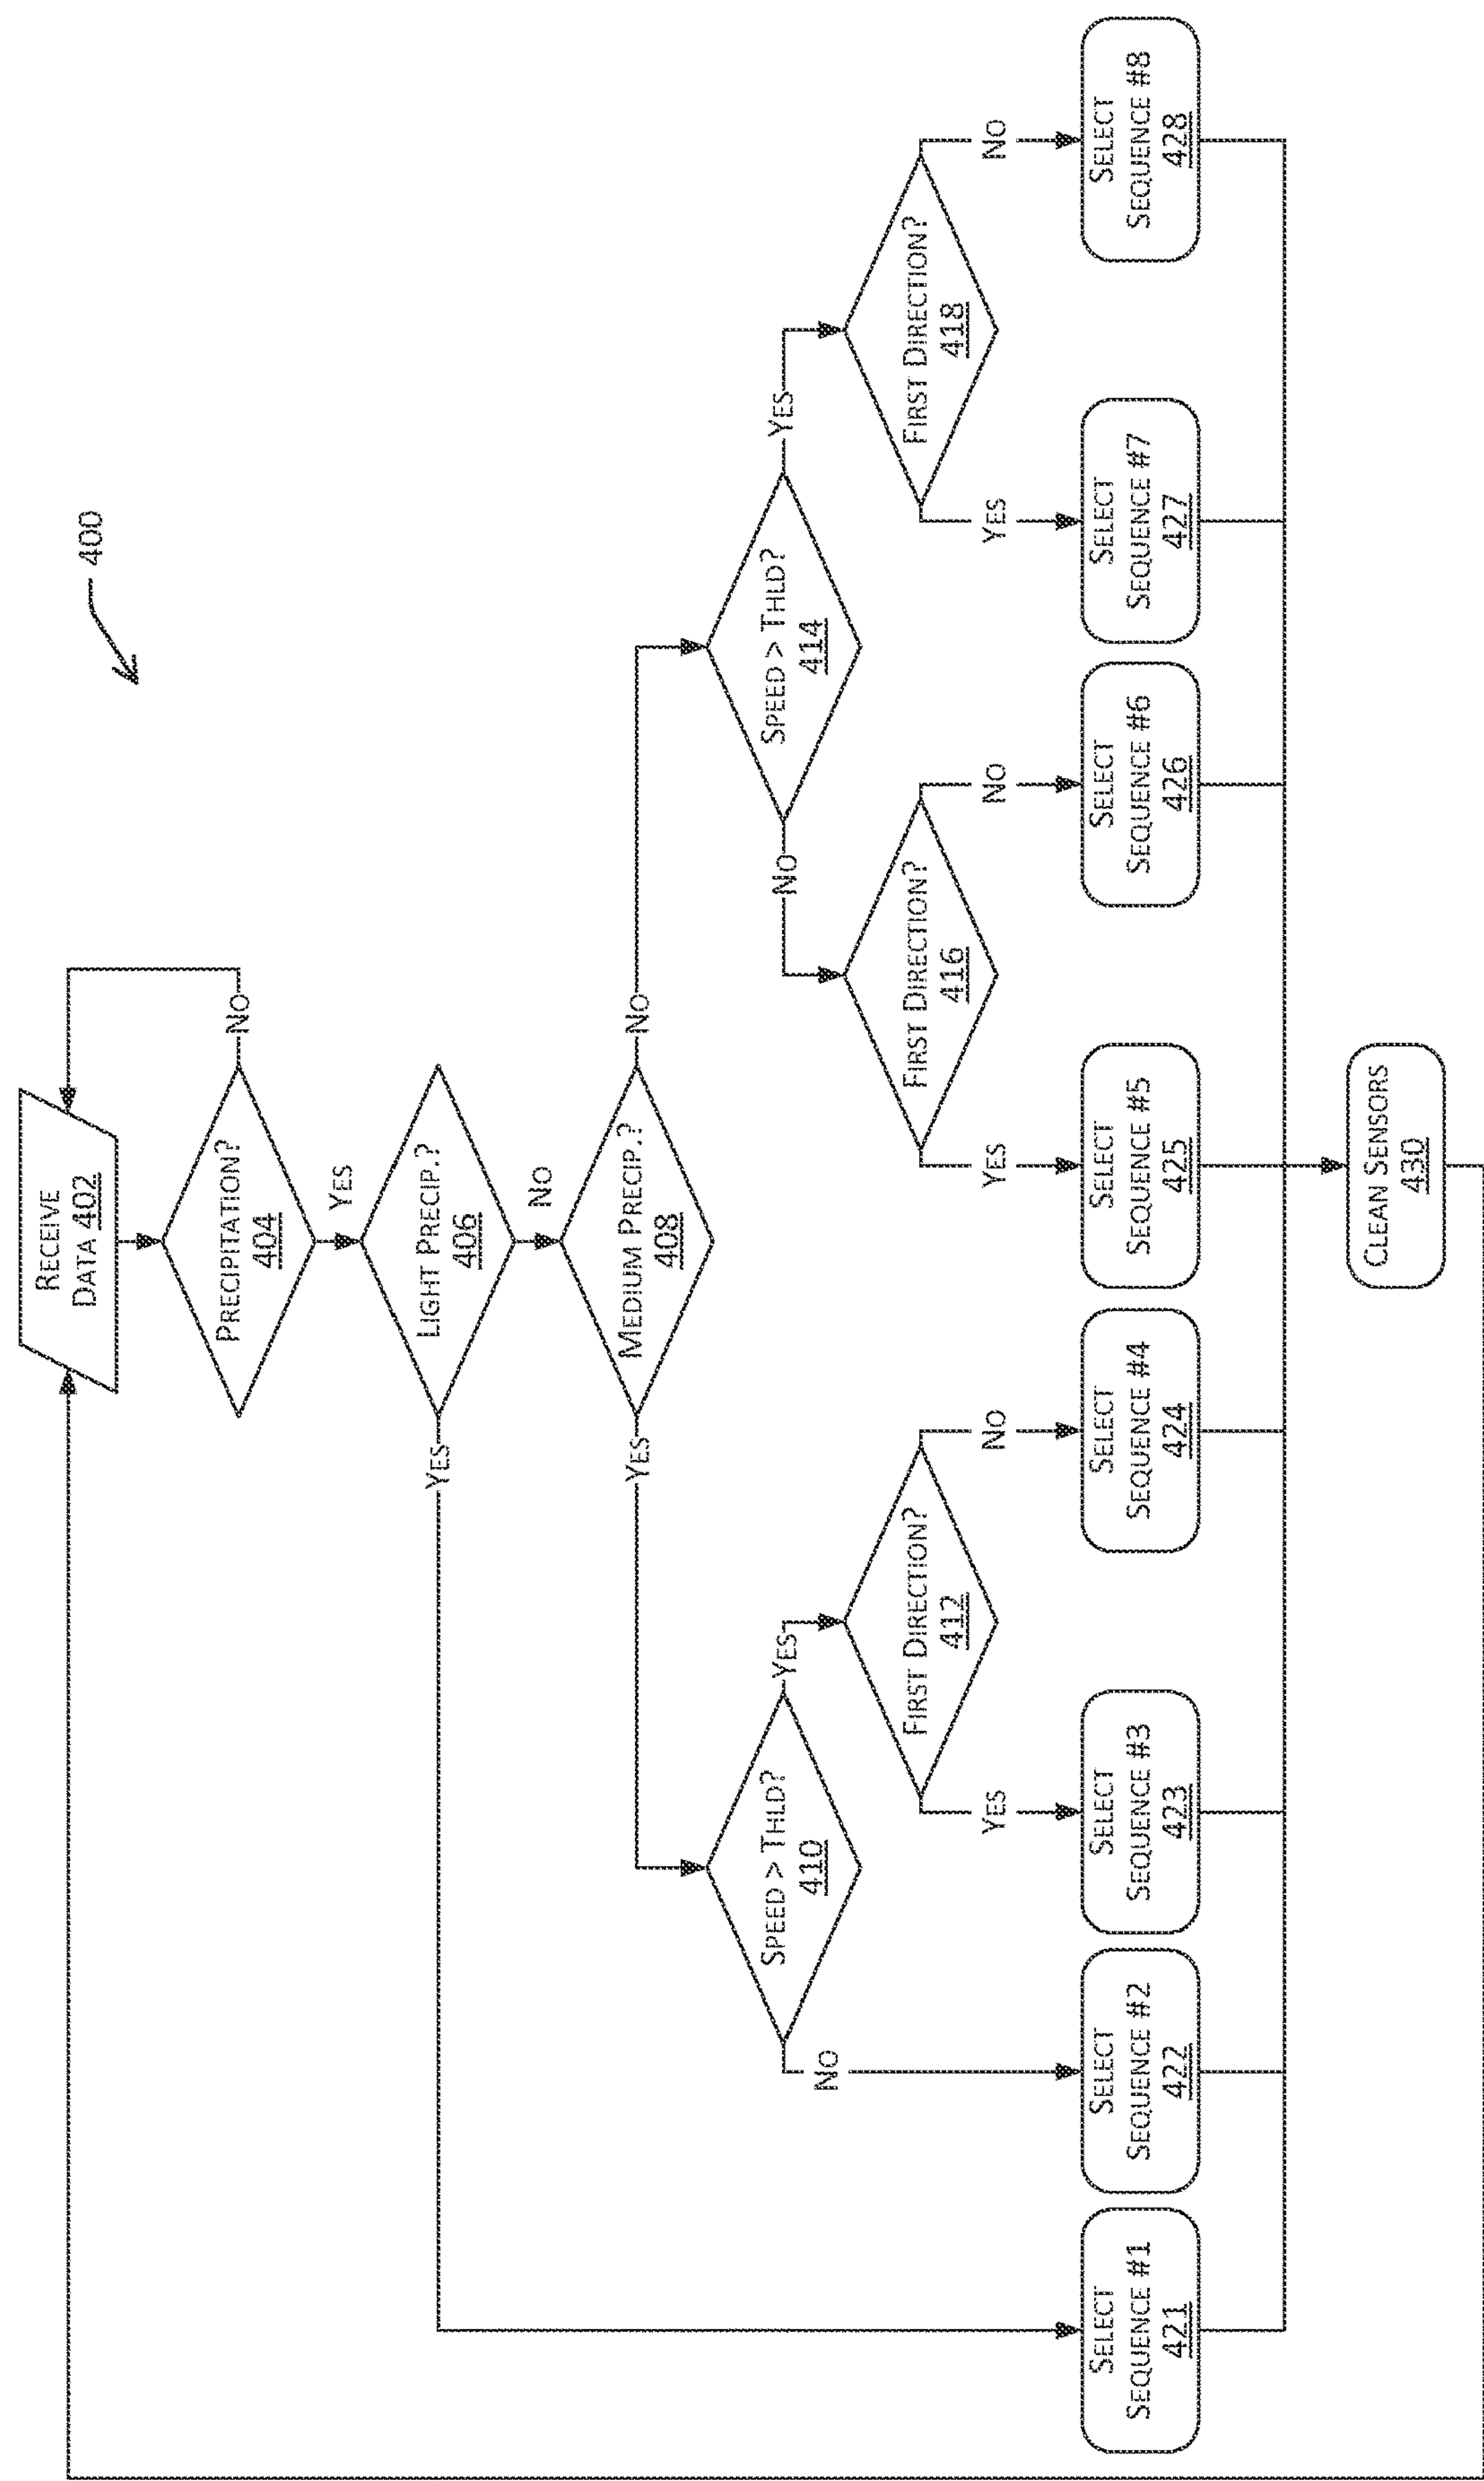 400
RECEIVE
DATA 402
PRECIPITATION?
404
NO
YES
LIGHT PRECIP.?
406
YES
NO
MEDIUM PRECIP.?
408
YES
NO
SPEED > THLD?
410
NO
YES
SPEED > THLD?
414
NO
YES
FIRST DIRECTION?
412
YES
NO
FIRST DIRECTION?
416
YES
NO
FIRST DIRECTION?
418
YES
NO
SELECT
SEQUENCE #1
421
SELECT
SEQUENCE #2
422
SELECT
SEQUENCE #3
423
SELECT
SEQUENCE #4
424
SELECT
SEQUENCE #5
425
SELECT
SEQUENCE #6
426
SELECT
SEQUENCE #7
427
SELECT
SEQUENCE #8
428
CLEAN SENSORS
430